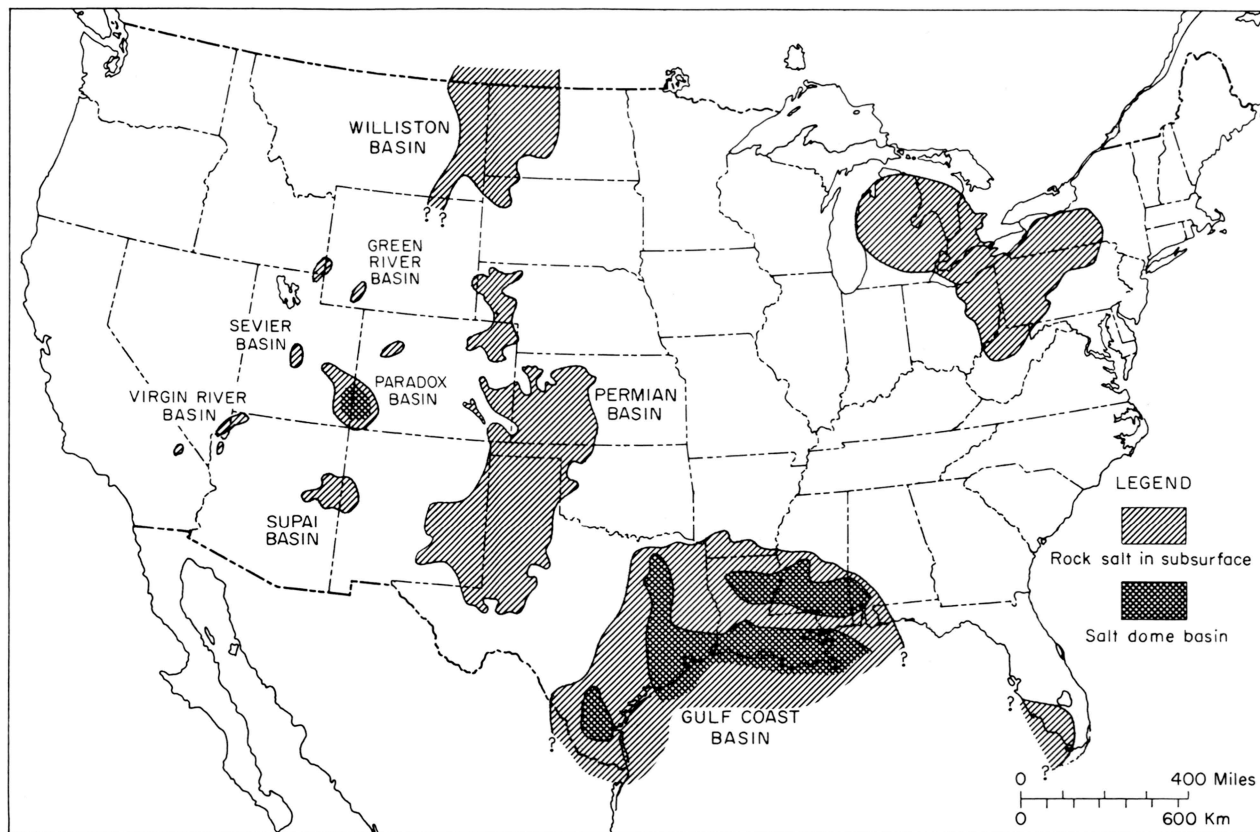 WILLISTON
BASIN
? ?
GREEN
RIVER
BASIN
SEVIER
BASIN
PARADOX
BASIN
VIRGIN RIVER
BASIN
PERMIAN
BASIN
SUPAI
BASIN
LEGEND
Rock salt in subsurface
Salt dome basin
?
?
GULF COAST
BASIN
?
?
0 400 Miles
0 600 Km